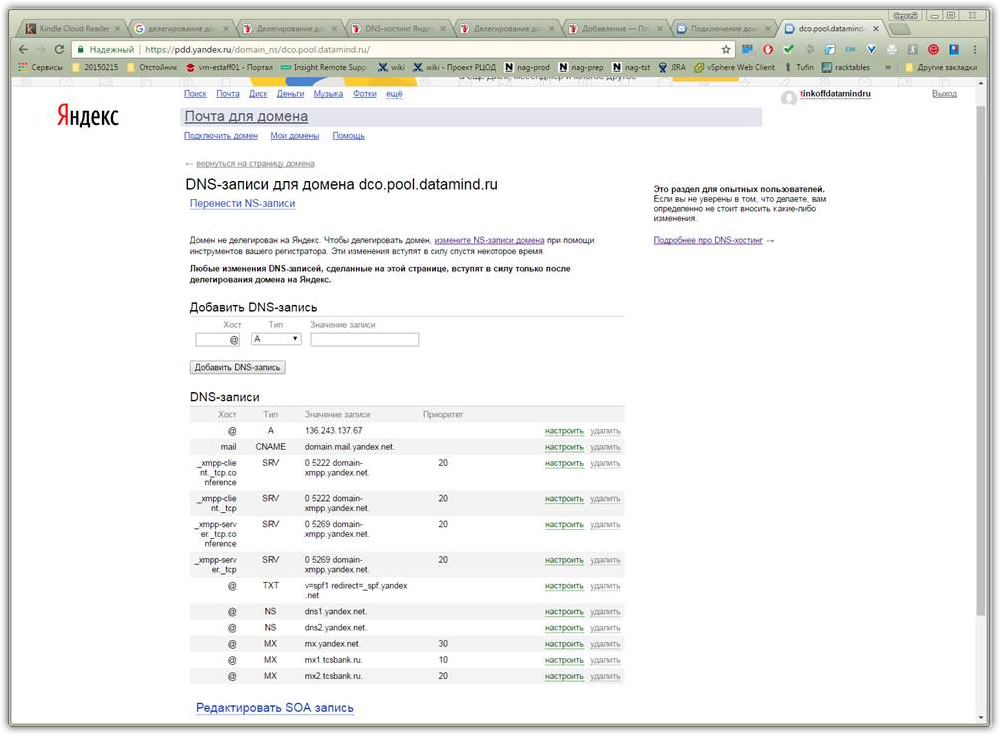 Сергей
Kindle Cloud Reader
делегирование до
Делегирование до
DNS-хостинг Янде
Делегирование до
Добавление — По
Подключение дом
dco.pool.datamind
Надежный
https://pdd.yandex.ru/domain_ns/dco.pool.datamind.ru/
Сервисы
20150215
Отстойник
vm-estaff01 - Портал
Insight Remote Supp
nag-prod
nag-prep
nag-tst
wiki
wiki - Проект РЦОД
JIRA
vSphere Web Client
Tufin
racktables
»
Другие закладки
Яндекс
Поиск Почта Диск Деньги Музыка Фотки ещё
tinkoffdatamindru
Выход
Почта для домена
Подключить домен Мои домены Помощь
← вернуться на страницу домена
DNS-записи для домена dco.pool.datamind.ru
Перенести NS-записи
Это раздел для опытных пользователей.
Если вы не уверены в том, что делаете, вам
определенно не стоит вносить какие-либо
изменения.
Подробнее про DNS-хостинг →
Домен не делегирован на Яндекс. Чтобы делегировать домен, измените NS-записи домена при помощи
инструментов вашего регистратора. Эти изменения вступят в силу спустя некоторое время.
Любые изменения DNS-записей, сделанные на этой странице, вступят в силу только после
делегирования домена на Яндекс.
Добавить DNS-запись
Хост Тип Значение записи
@ A
Добавить DNS-запись
DNS-записи
Хост Тип Значение записи Приоритет
@ A 136.243.137.67 настроить удалить
mail CNAME domain.mail.yandex.net. настроить удалить
_xmpp-clie SRV 0 5222 domain- 20 настроить удалить
nt._tcp.co xmpp.yandex.net.
nference
_xmpp-clie SRV 0 5222 domain- 20 настроить удалить
nt._tcp xmpp.yandex.net.
_xmpp-serv SRV 0 5269 domain- 20 настроить удалить
er._tcp.co xmpp.yandex.net.
nference
_xmpp-serv SRV 0 5269 domain- 20 настроить удалить
er._tcp xmpp.yandex.net.
@ TXT v=spf1 redirect=_spf.yandex настроить удалить
.net
@ NS dns1.yandex.net. настроить удалить
@ NS dns2.yandex.net. настроить удалить
@ MX mx.yandex.net. 30 настроить удалить
@ MX mx1.tcsbank.ru. 10 настроить удалить
@ MX mx2.tcsbank.ru. 20 настроить удалить
Редактировать SOA запись